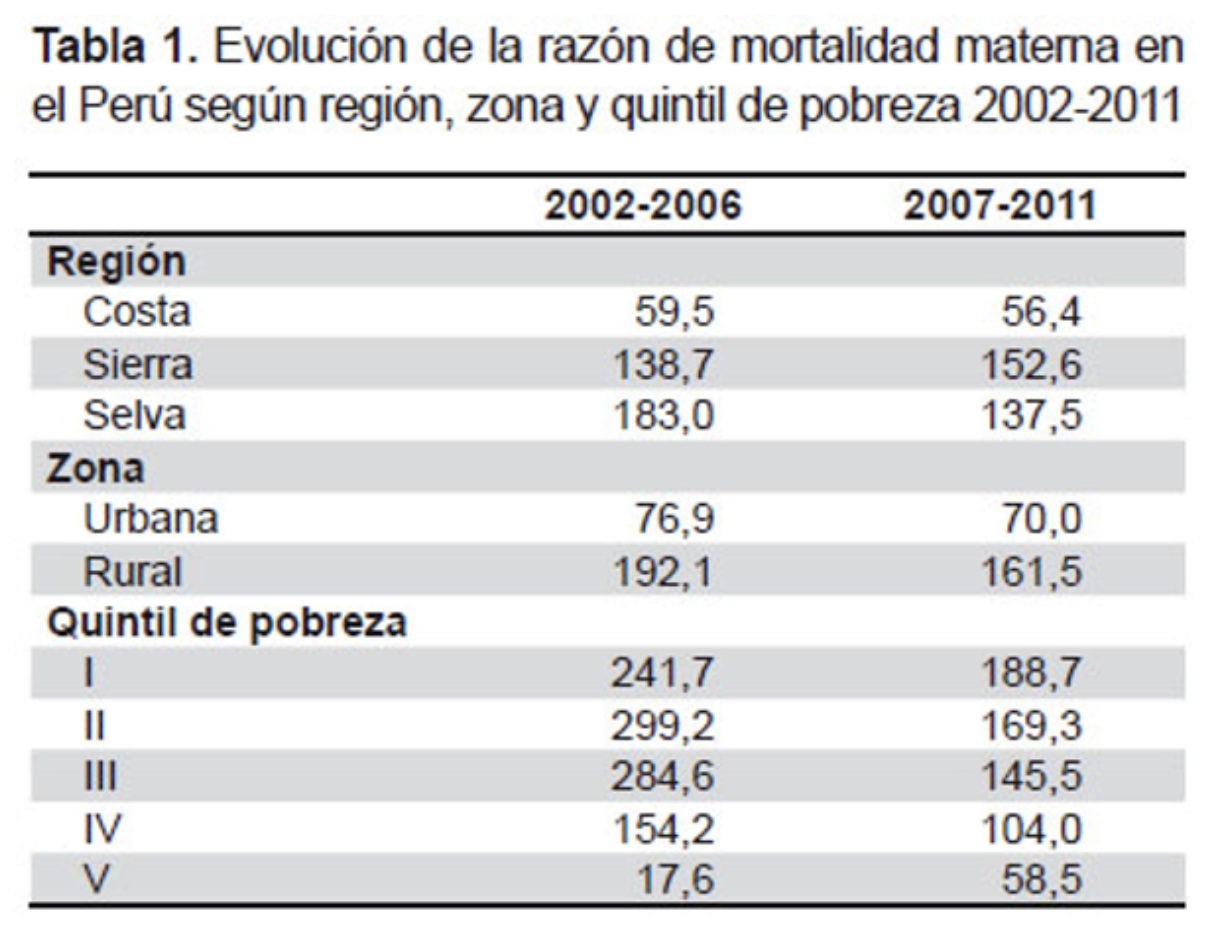 Tabla 1. Evolución de la razón de mortalidad materna en
el Perú según región, zona y quintil de pobreza 2002-2011
2002-2006 2007-2011
Región
Costa 59,5 56,4
Sierra 138,7 152,6
Selva 183,0 137,5
Zona
Urbana 76,9 70,0
Rural 192,1 161,5
Quintil de pobreza
I 241,7 188,7
II 299,2 169,3
III 284,6 145,5
IV 154,2 104,0
V 17,6 58,5